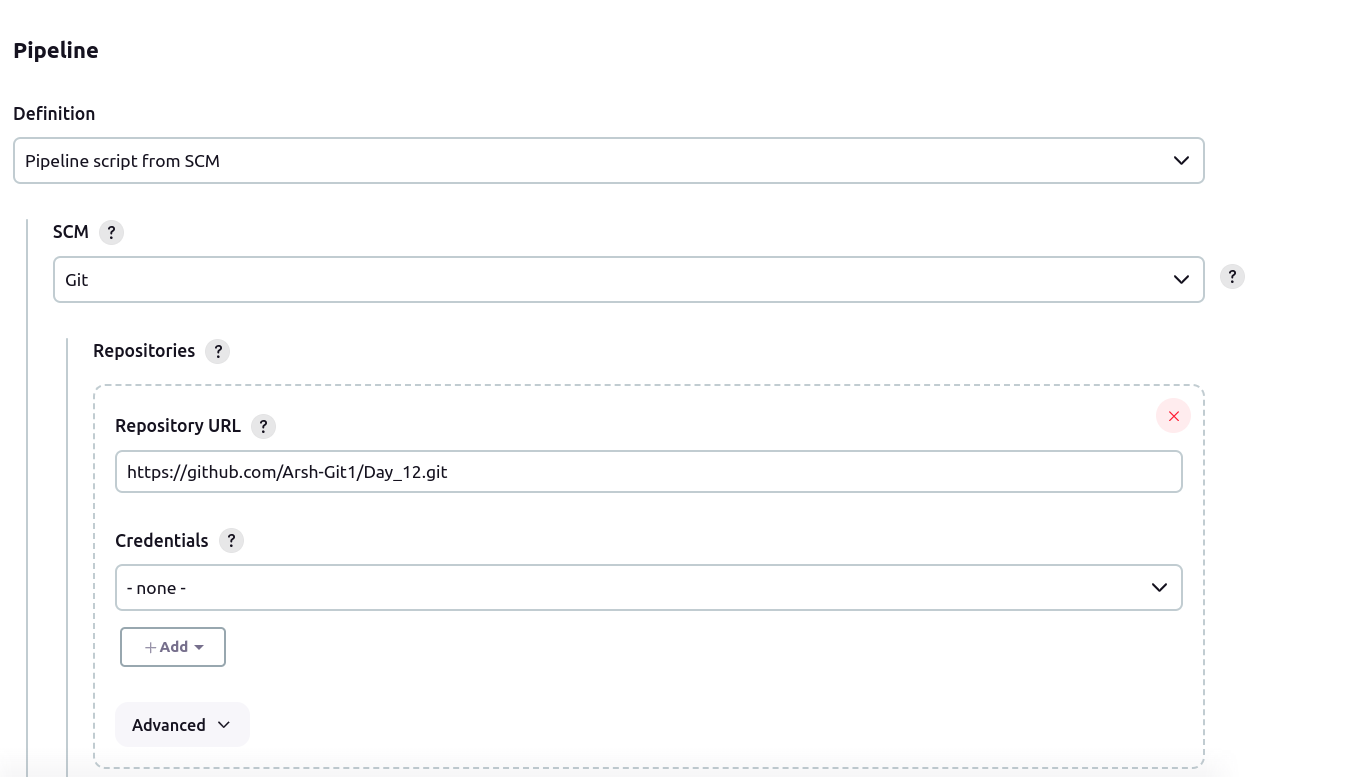 Pipeline
Definition
Pipeline script from SCM
SCM ?
Git
?
Repositories ?
Repository URL ?
https://github.com/Arsh-Git1/Day_12.git
Credentials ?
- none -
+ Add
Advanced